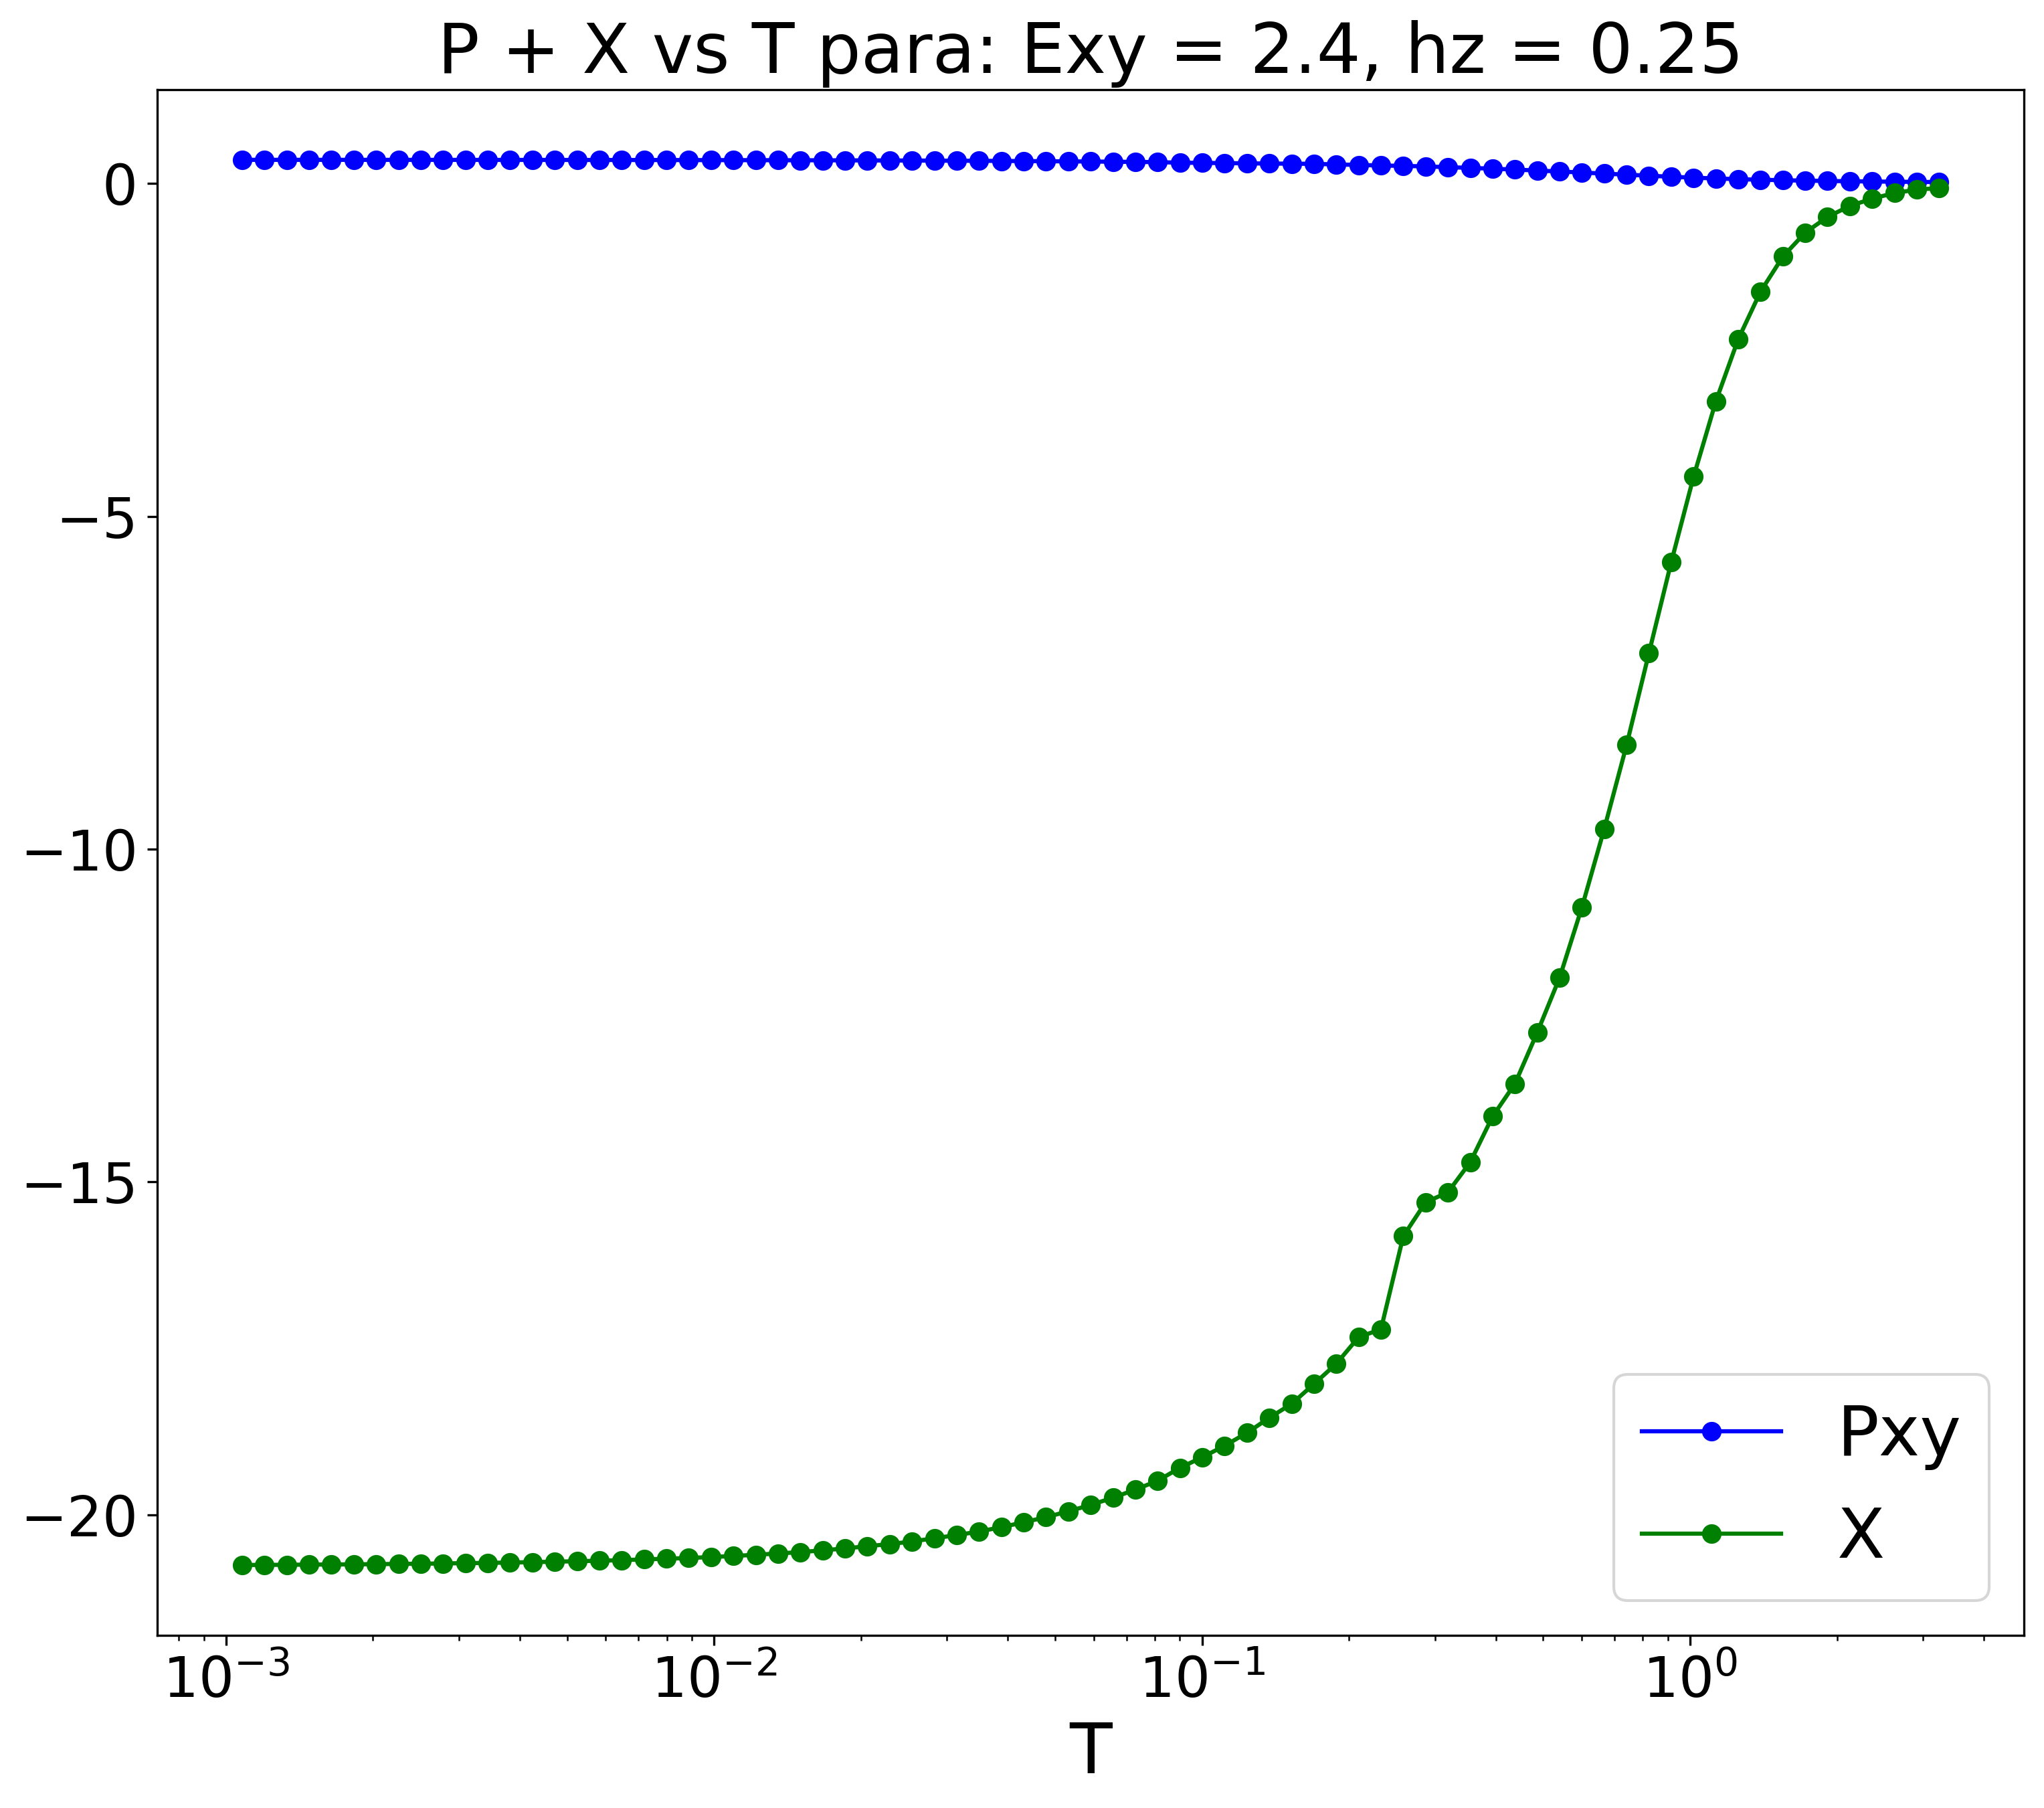 P + X vs T para: Exy = 2.4, hz = 0.25
0
−5
−10
−15
−20
10⁻³
10⁻²
10⁻¹
10⁰
T
Pxy
X